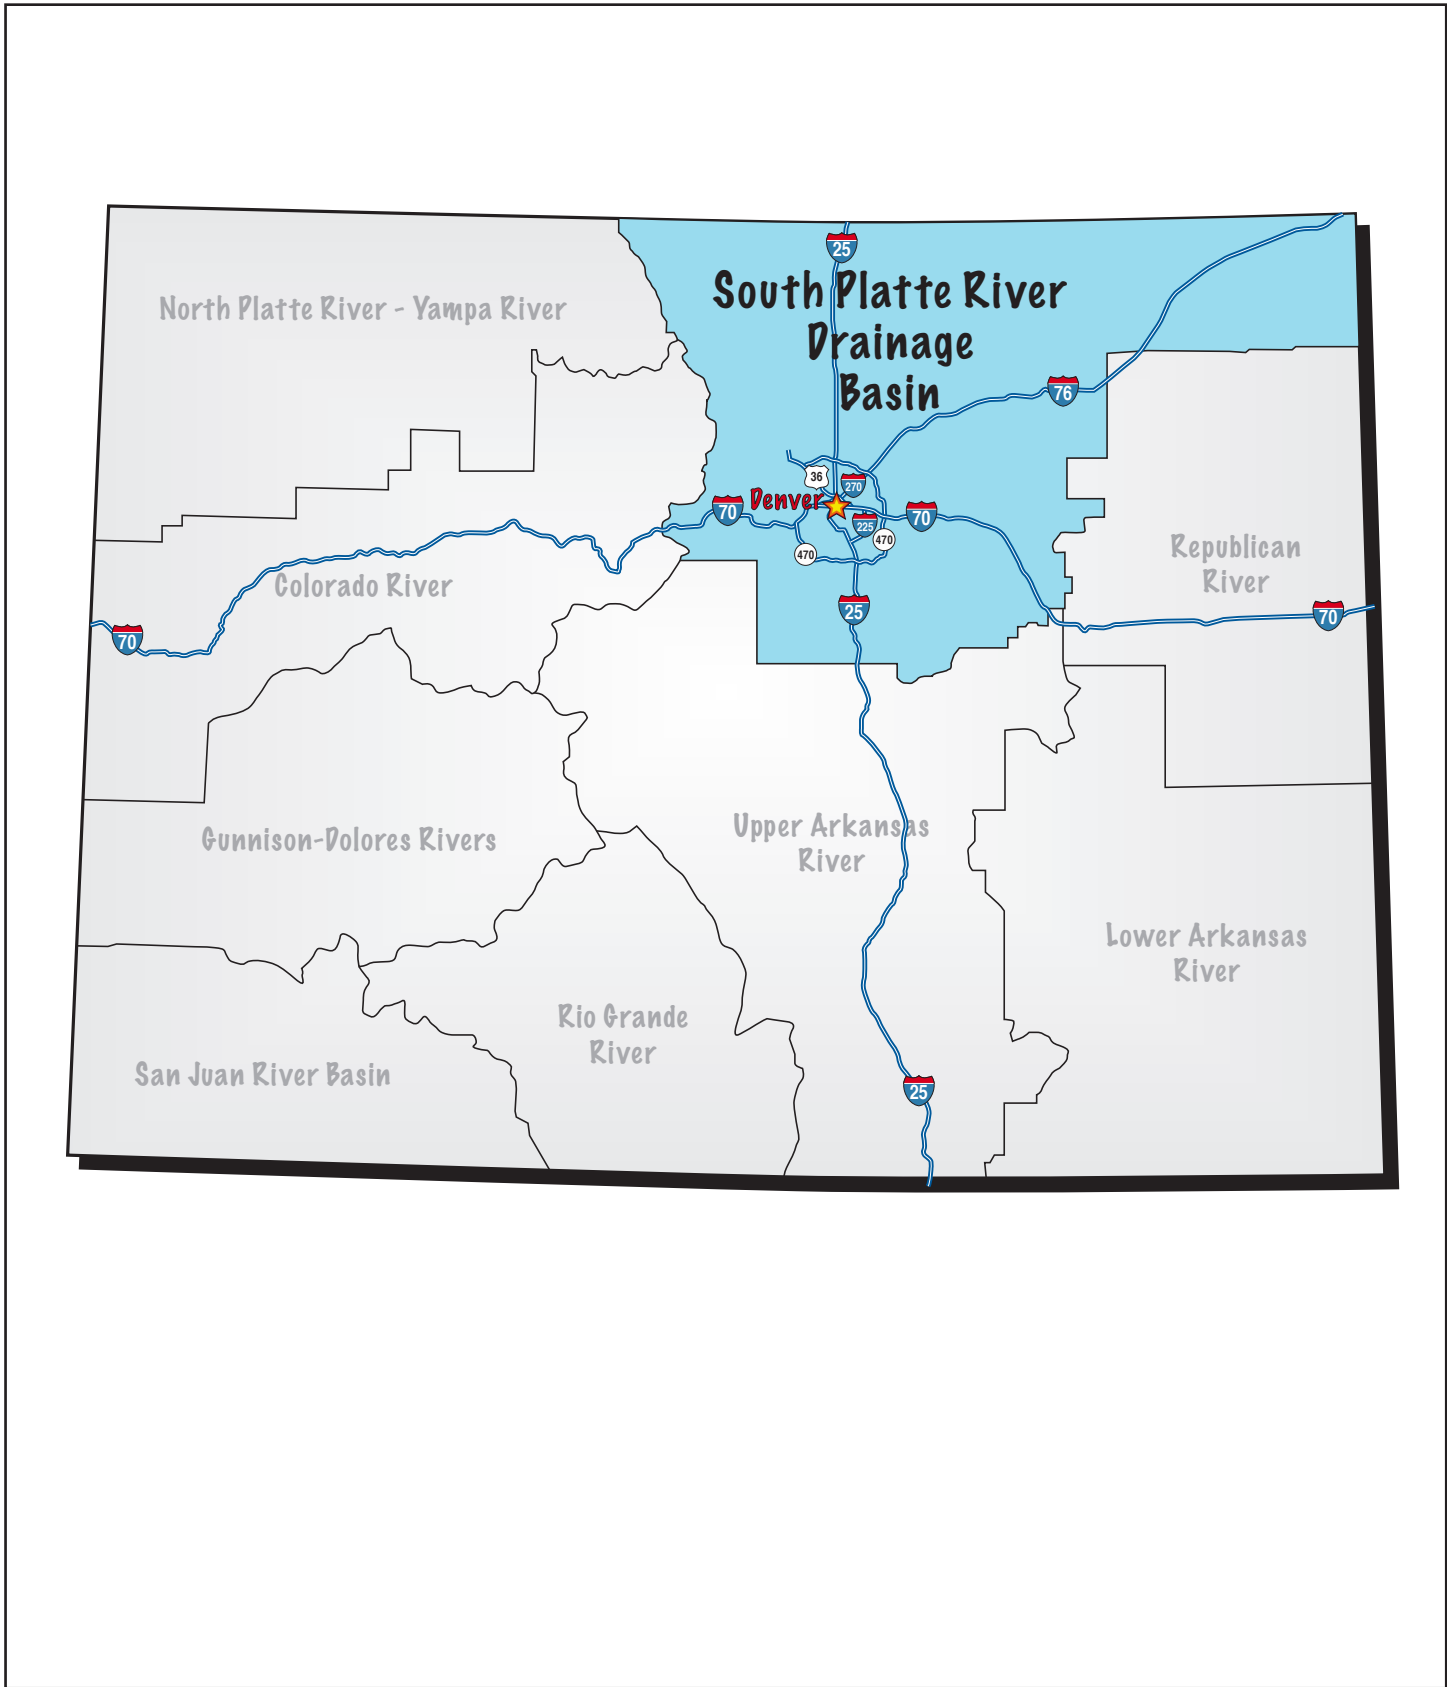 25
South Platte River
Drainage
Basin
North Platte River - Yampa River
76
36
270
Denver
70
70
225
470
470
Republican
River
Colorado River
25
70
70
Upper Arkansas
River
Gunnison-Dolores Rivers
Lower Arkansas
River
Rio Grande
River
San Juan River Basin
25